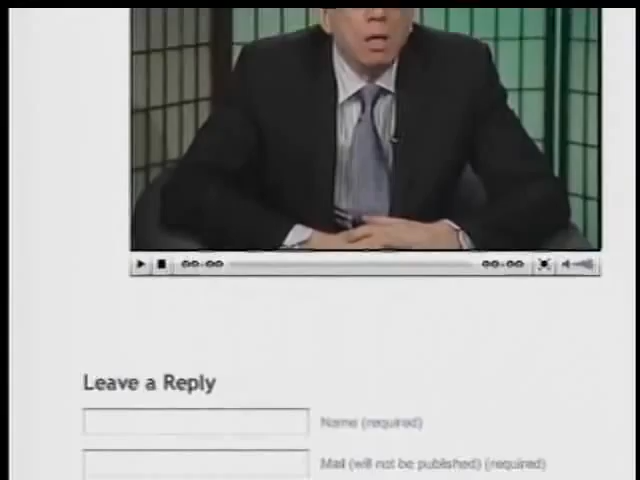 00:00 00:00
Leave a Reply
Name (required)
Mail (will not be published) (required)